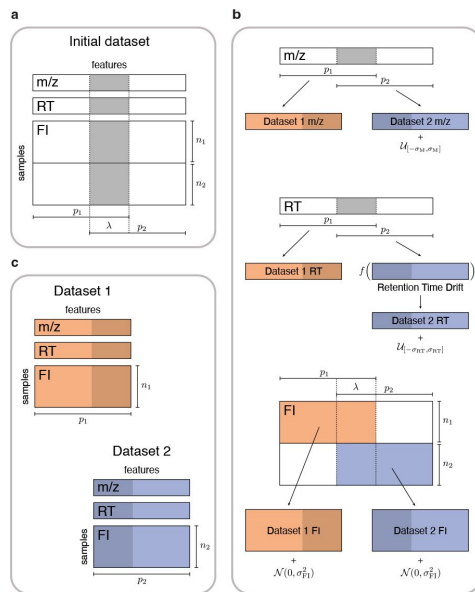 a
Initial dataset
features
m/z
RT
FI
samples
n₁
n₂
p₁
λ
p₂
c
Dataset 1
features
m/z
RT
FI
samples
n₁
p₁
Dataset 2
features
m/z
RT
FI
samples
n₂
p₂
b
m/z
p₁
p₂
Dataset 1 m/z
Dataset 2 m/z
+
𝒰[−σM,σM]
RT
p₁
p₂
Dataset 1 RT
f( )
Retention Time Drift
Dataset 2 RT
+
𝒰[−σRT,σRT]
p₁
λ
p₂
FI
n₁
n₂
Dataset 1 FI
Dataset 2 FI
+
+
𝒩(0, σ²FI)
𝒩(0, σ²FI)